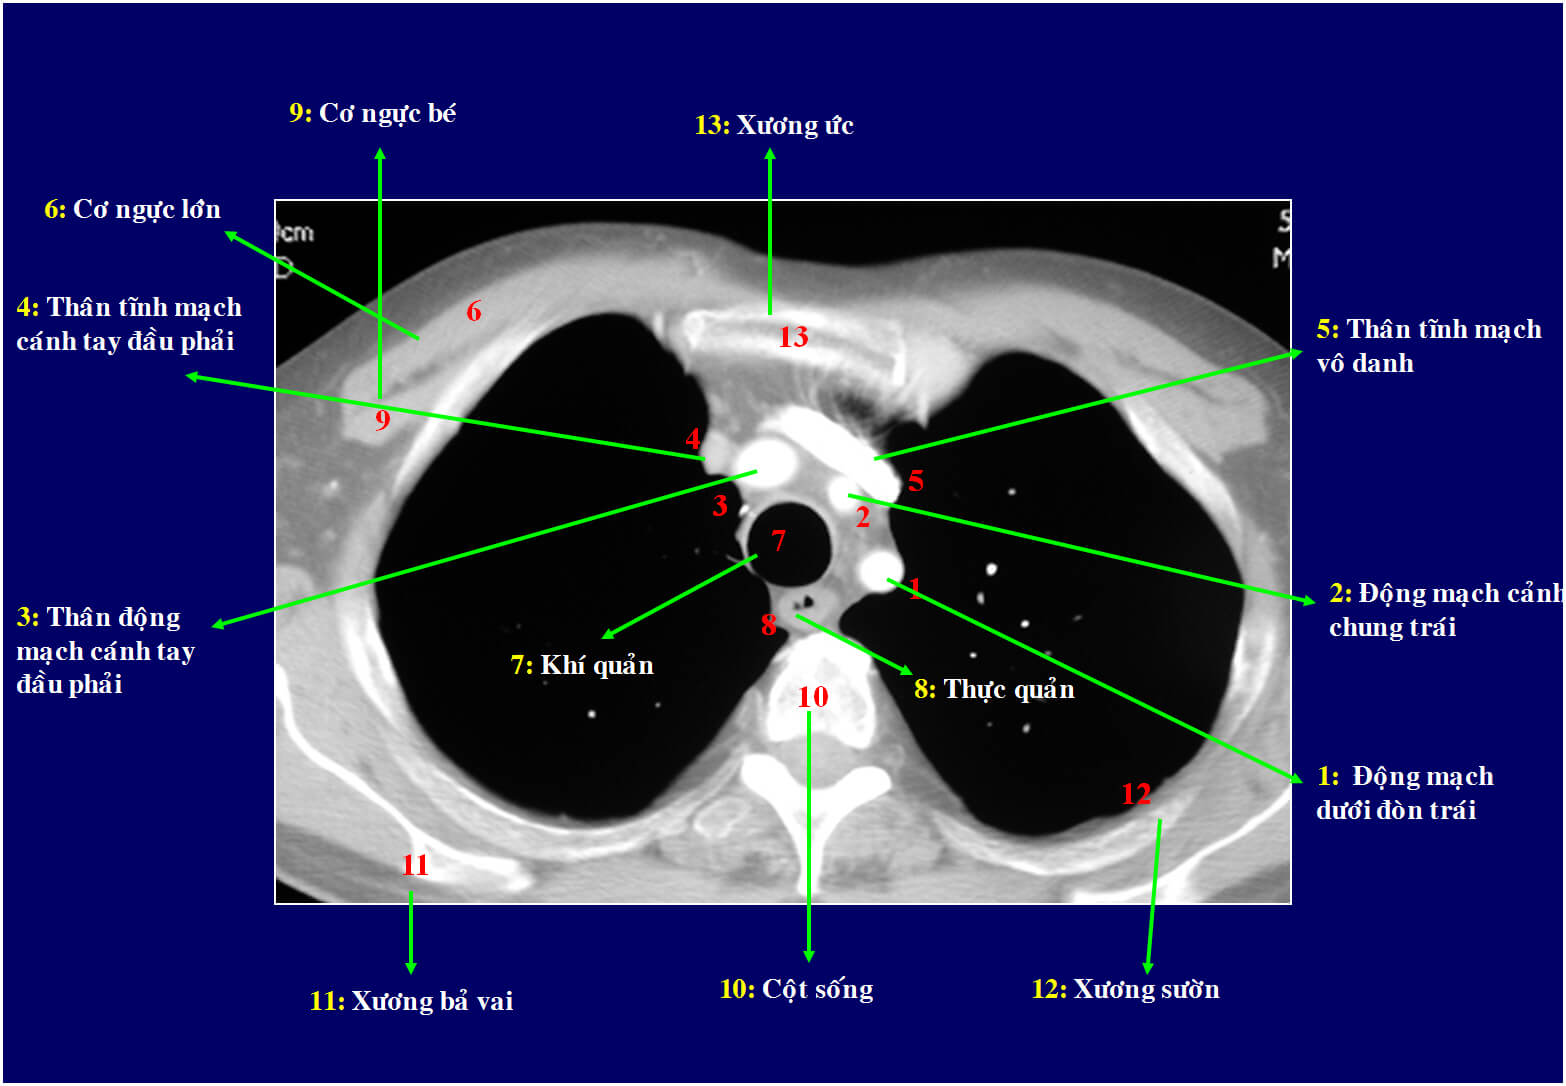 9: Cơ ngực bé
13: Xương ức
6: Cơ ngực lớn
cm
4: Thân tĩnh mạch
cánh tay đầu phải
5: Thân tĩnh mạch
vô danh
6
13
9
4
5
3
2
7
1
8
2: Động mạch cảnh
chung trái
3: Thân động
mạch cánh tay
đầu phải
7: Khí quản
8: Thực quản
10
1: Động mạch
dưới đòn trái
12
11
11: Xương bả vai
10: Cột sống
12: Xương sườn